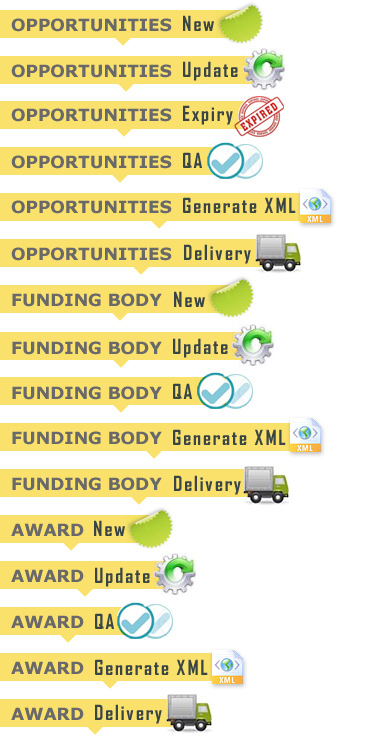 OPPORTUNITIES New
OPPORTUNITIES Update
OPPORTUNITIES Expiry EXPIRED
OPPORTUNITIES QA
OPPORTUNITIES Generate XML XML
OPPORTUNITIES Delivery
FUNDING BODY New
FUNDING BODY Update
FUNDING BODY QA
FUNDING BODY Generate XML XML
FUNDING BODY Delivery
AWARD New
AWARD Update
AWARD QA
AWARD Generate XML XML
AWARD Delivery